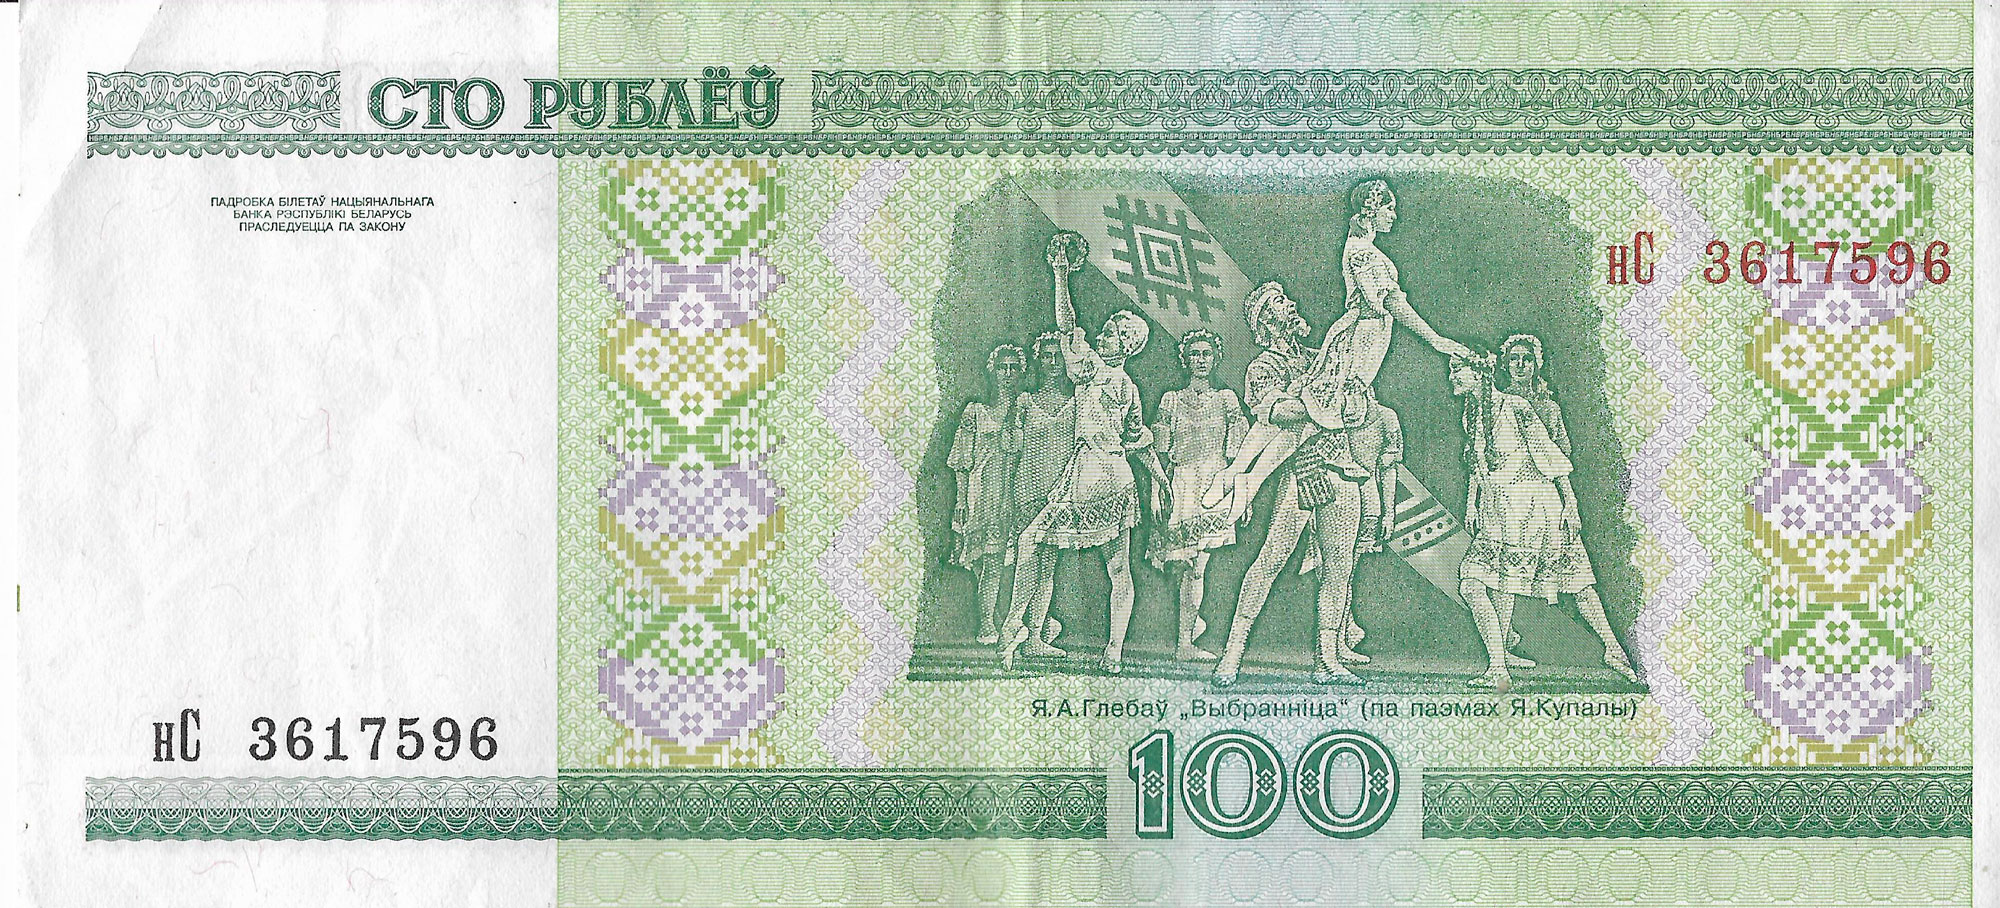 СТО РУБЛЁЎ
ПАДРОБКА БІЛЕТАЎ НАЦЫЯНАЛЬНАГА
БАНКА РЭСПУБЛІКІ БЕЛАРУСЬ
ПРАСЛЕДУЕЦЦА ПА ЗАКОНУ
нС 3617596
Я.А.Глебаў „Выбранніца“ (па паэмах Я.Купалы)
нС 3617596
100